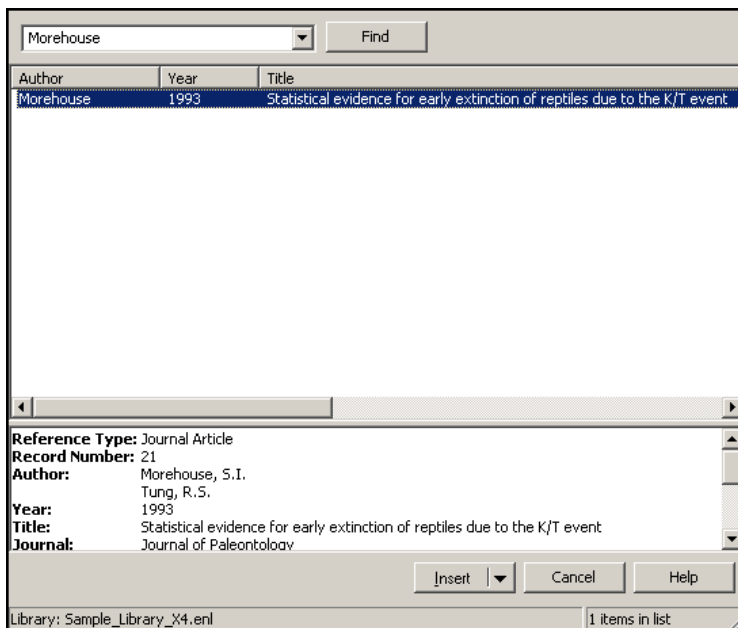 Morehouse Find
Author Year Title
Morehouse 1993 Statistical evidence for early extinction of reptiles due to the K/T event
Reference Type: Journal Article
Record Number: 21
Author: Morehouse, S.I.
Tung, R.S.
Year: 1993
Title: Statistical evidence for early extinction of reptiles due to the K/T event
Journal: Journal of Paleontology
Insert Cancel Help
Library: Sample_Library_X4.enl 1 items in list